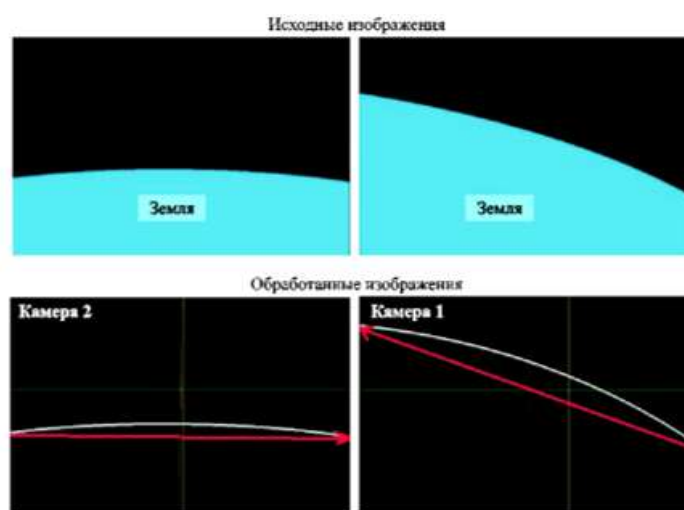 Исходные изображения
Земля
Земля
Обработанные изображения
Камера 2
Камера 1